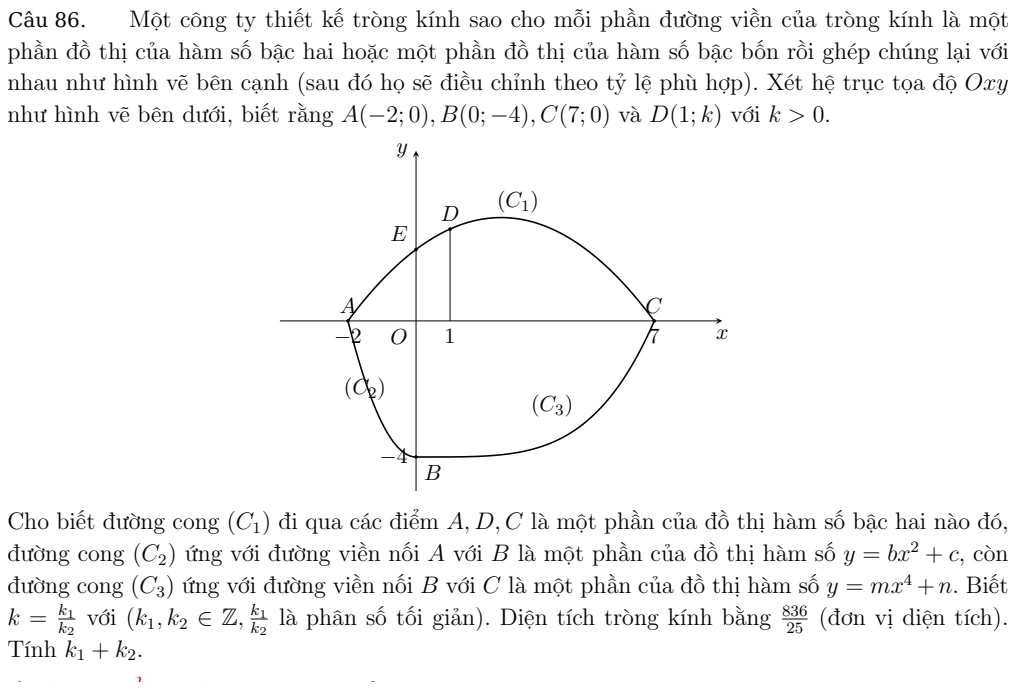 Câu 86. Một công ty thiết kế tròng kính sao cho mỗi phần đường viền của tròng kính là một
phần đồ thị của hàm số bậc hai hoặc một phần đồ thị của hàm số bậc bốn rồi ghép chúng lại với
nhau như hình vẽ bên cạnh (sau đó họ sẽ điều chỉnh theo tỷ lệ phù hợp). Xét hệ trục tọa độ Oxy
như hình vẽ bên dưới, biết rằng A(−2; 0), B(0; −4), C(7; 0) và D(1; k) với k > 0.
y
(C₁)
D
E
A
C
−2
O
1
7
x
(C₂)
(C₃)
−4
B
Cho biết đường cong (C₁) đi qua các điểm A, D, C là một phần của đồ thị hàm số bậc hai nào đó,
đường cong (C₂) ứng với đường viền nối A với B là một phần của đồ thị hàm số y = bx² + c, còn
đường cong (C₃) ứng với đường viền nối B với C là một phần của đồ thị hàm số y = mx⁴ + n. Biết
k = k₁/k₂ với (k₁, k₂ ∈ ℤ, k₁/k₂ là phân số tối giản). Diện tích tròng kính bằng 836/25 (đơn vị diện tích).
Tính k₁ + k₂.